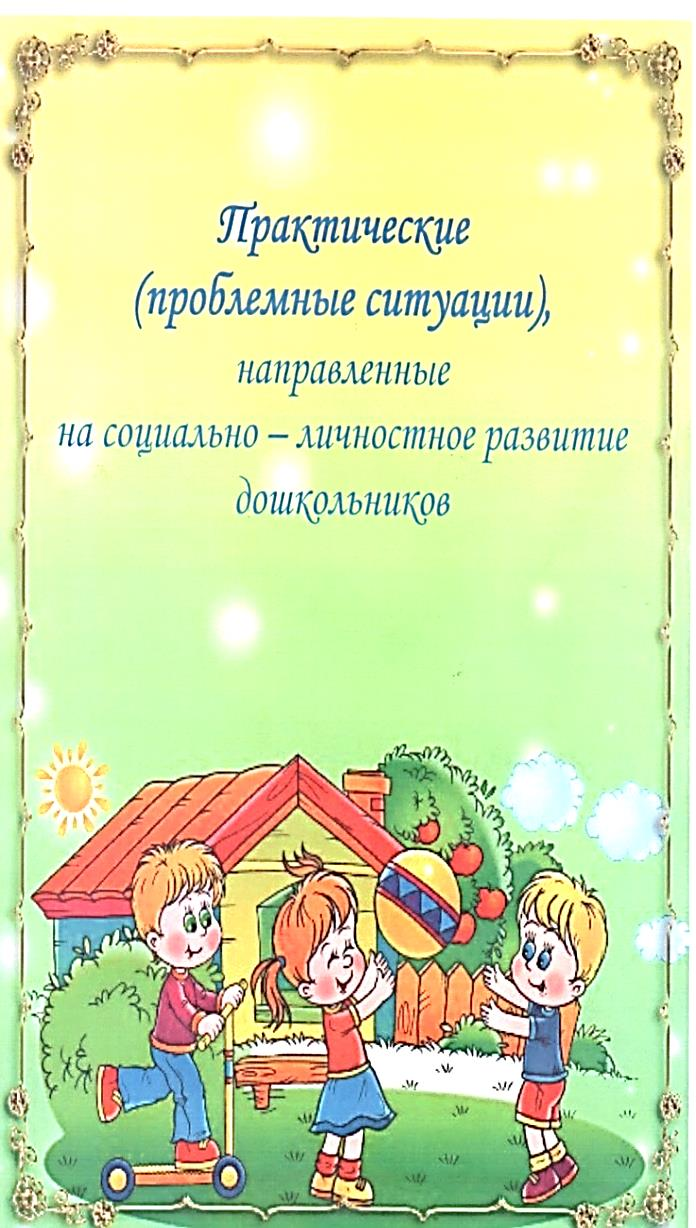 Практические
(проблемные ситуации),
направленные
на социально – личностное развитие
дошкольников